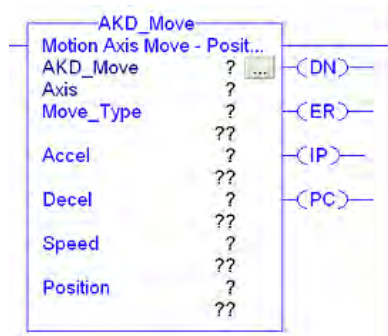 AKD_Move
Motion Axis Move - Posit...
AKD_Move ? ... (DN)
Axis ?
Move_Type ? (ER)
??
Accel ? (IP)
??
Decel ? (PC)
??
Speed ?
??
Position ?
??